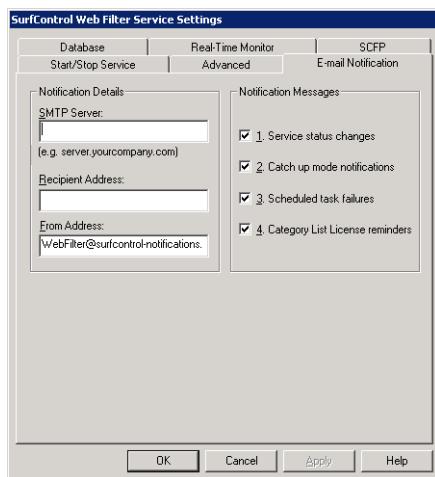 SurfControl Web Filter Service Settings
Database
Real-Time Monitor
SCFP
Start/Stop Service
Advanced
E-mail Notification
Notification Details
SMTP Server:
(e.g. server.yourcompany.com)
Recipient Address:
From Address:
WebFilter@surfcontrol-notifications.
Notification Messages
1. Service status changes
2. Catch up mode notifications
3. Scheduled task failures
4. Category List License reminders
OK
Cancel
Apply
Help